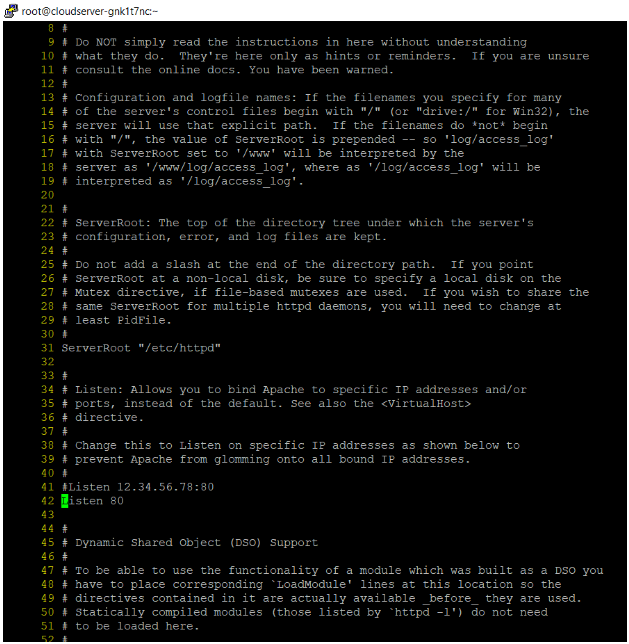 root@cloudserver-gnk1t7nc:~
8 #
9 # Do NOT simply read the instructions in here without understanding
10 # what they do.  They're here only as hints or reminders.  If you are unsure
11 # consult the online docs. You have been warned.
12 #
13 # Configuration and logfile names: If the filenames you specify for many
14 # of the server's control files begin with "/" (or "drive:/" for Win32), the
15 # server will use that explicit path.  If the filenames do *not* begin
16 # with "/", the value of ServerRoot is prepended -- so 'log/access_log'
17 # with ServerRoot set to '/www' will be interpreted by the
18 # server as '/www/log/access_log', where as '/log/access_log' will be
19 # interpreted as '/log/access_log'.
20
21 #
22 # ServerRoot: The top of the directory tree under which the server's
23 # configuration, error, and log files are kept.
24 #
25 # Do not add a slash at the end of the directory path.  If you point
26 # ServerRoot at a non-local disk, be sure to specify a local disk on the
27 # Mutex directive, if file-based mutexes are used.  If you wish to share the
28 # same ServerRoot for multiple httpd daemons, you will need to change at
29 # least PidFile.
30 #
31 ServerRoot "/etc/httpd"
32
33 #
34 # Listen: Allows you to bind Apache to specific IP addresses and/or
35 # ports, instead of the default. See also the <VirtualHost>
36 # directive.
37 #
38 # Change this to Listen on specific IP addresses as shown below to
39 # prevent Apache from glomming onto all bound IP addresses.
40 #
41 #Listen 12.34.56.78:80
42 Listen 80
43
44 #
45 # Dynamic Shared Object (DSO) Support
46 #
47 # To be able to use the functionality of a module which was built as a DSO you
48 # have to place corresponding `LoadModule' lines at this location so the
49 # directives contained in it are actually available _before_ they are used.
50 # Statically compiled modules (those listed by `httpd -l') do not need
51 # to be loaded here.
52 #